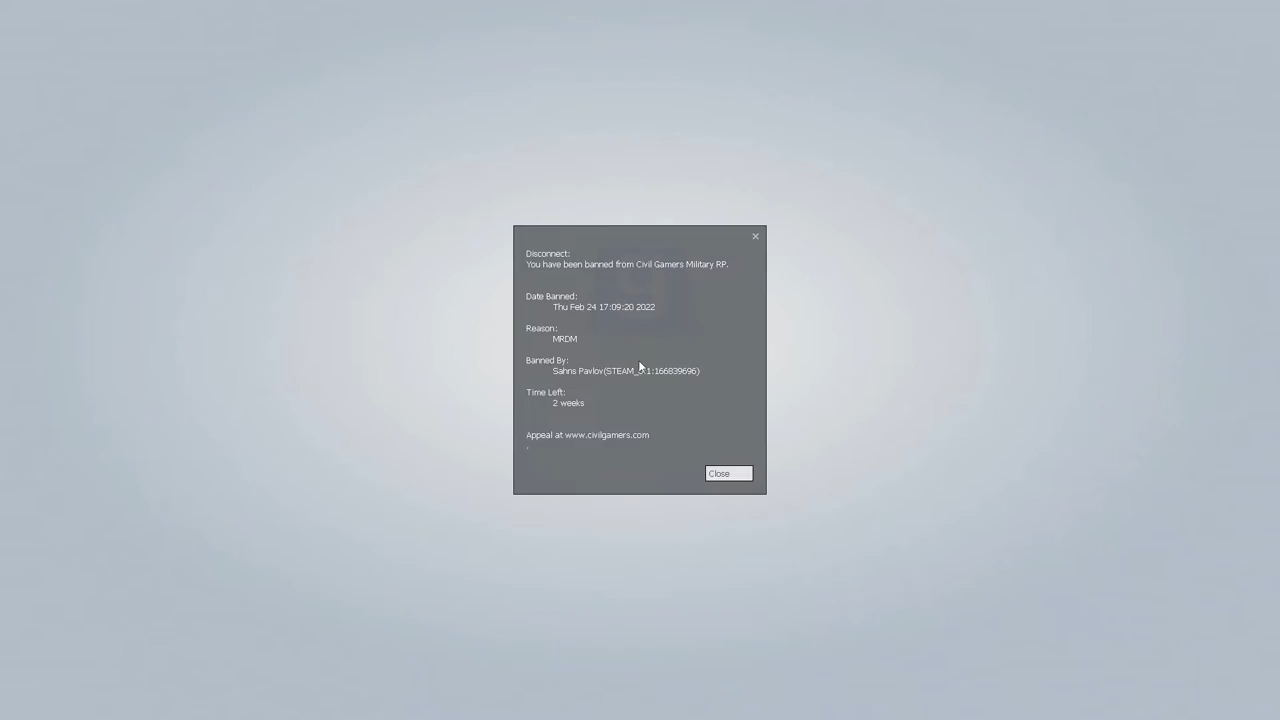 Disconnect:
You have been banned from Civil Gamers Military RP.
Date Banned:
Thu Feb 24 17:09:20 2022
Reason:
MRDM
Banned By:
Sahns Pavlov(STEAM_ :1:166839696)
Time Left:
2 weeks
Appeal at www.civilgamers.com
.
Close